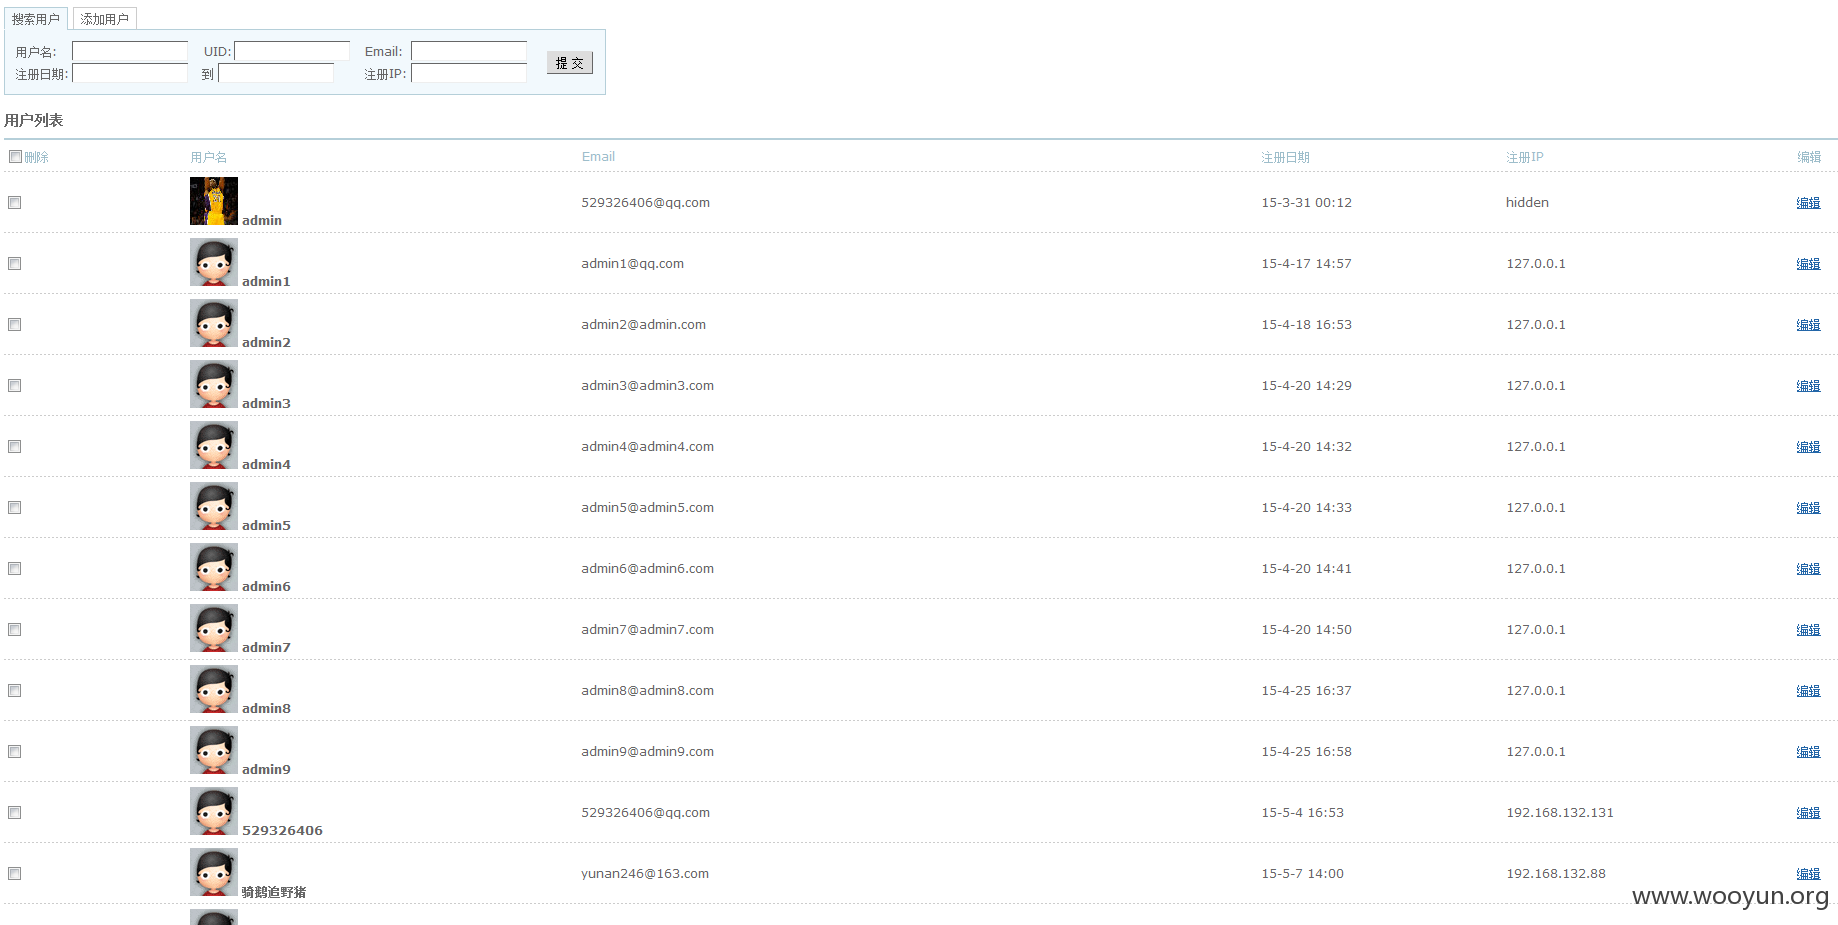 搜索用户 添加用户
用户名: UID: Email:
提 交
注册日期: 到 注册IP:
用户列表
删除 用户名 Email 注册日期 注册IP 编辑
admin 529326406@qq.com 15-3-31 00:12 hidden 编辑
admin1 admin1@qq.com 15-4-17 14:57 127.0.0.1 编辑
admin2 admin2@admin.com 15-4-18 16:53 127.0.0.1 编辑
admin3 admin3@admin3.com 15-4-20 14:29 127.0.0.1 编辑
admin4 admin4@admin4.com 15-4-20 14:32 127.0.0.1 编辑
admin5 admin5@admin5.com 15-4-20 14:33 127.0.0.1 编辑
admin6 admin6@admin6.com 15-4-20 14:41 127.0.0.1 编辑
admin7 admin7@admin7.com 15-4-20 14:50 127.0.0.1 编辑
admin8 admin8@admin8.com 15-4-25 16:37 127.0.0.1 编辑
admin9 admin9@admin9.com 15-4-25 16:58 127.0.0.1 编辑
529326406 529326406@qq.com 15-5-4 16:53 192.168.132.131 编辑
骑鹅追野猪 yunan246@163.com 15-5-7 14:00 192.168.132.88 编辑
www.wooyun.org